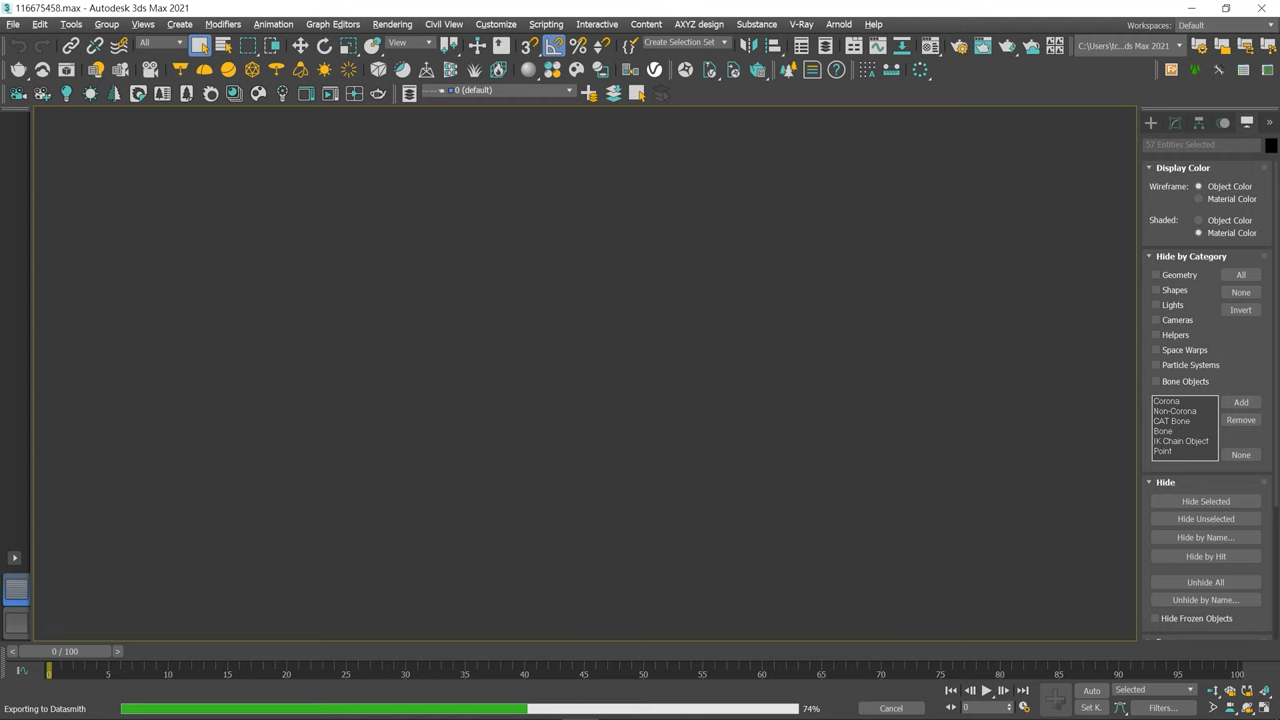 116675458.max - Autodesk 3ds Max 2021
File Edit Tools Group Views Create Modifiers Animation Graph Editors Rendering Civil View Customize Scripting Interactive Content AXYZ design Substance V-Ray Arnold Help
Workspaces: Default
All View Create Selection Set C:\Users\tc...ds Max 2021
0 (default)
57 Entities Selected
Display Color
Wireframe: Object Color
Material Color
Shaded: Object Color
Material Color
Hide by Category
Geometry All
Shapes None
Lights Invert
Cameras
Helpers
Space Warps
Particle Systems
Bone Objects
Corona Add
Non-Corona
CAT Bone Remove
Bone
IK Chain Object
Point None
Hide
Hide Selected
Hide Unselected
Hide by Name...
Hide by Hit
Unhide All
Unhide by Name...
Hide Frozen Objects
< 0 / 100 >
0 5 10 15 20 25 30 35 40 45 50 55 60 65 70 75 80 85 90 95 100
Auto Selected
Exporting to Datasmith 74% Cancel 0 Set K. Filters...